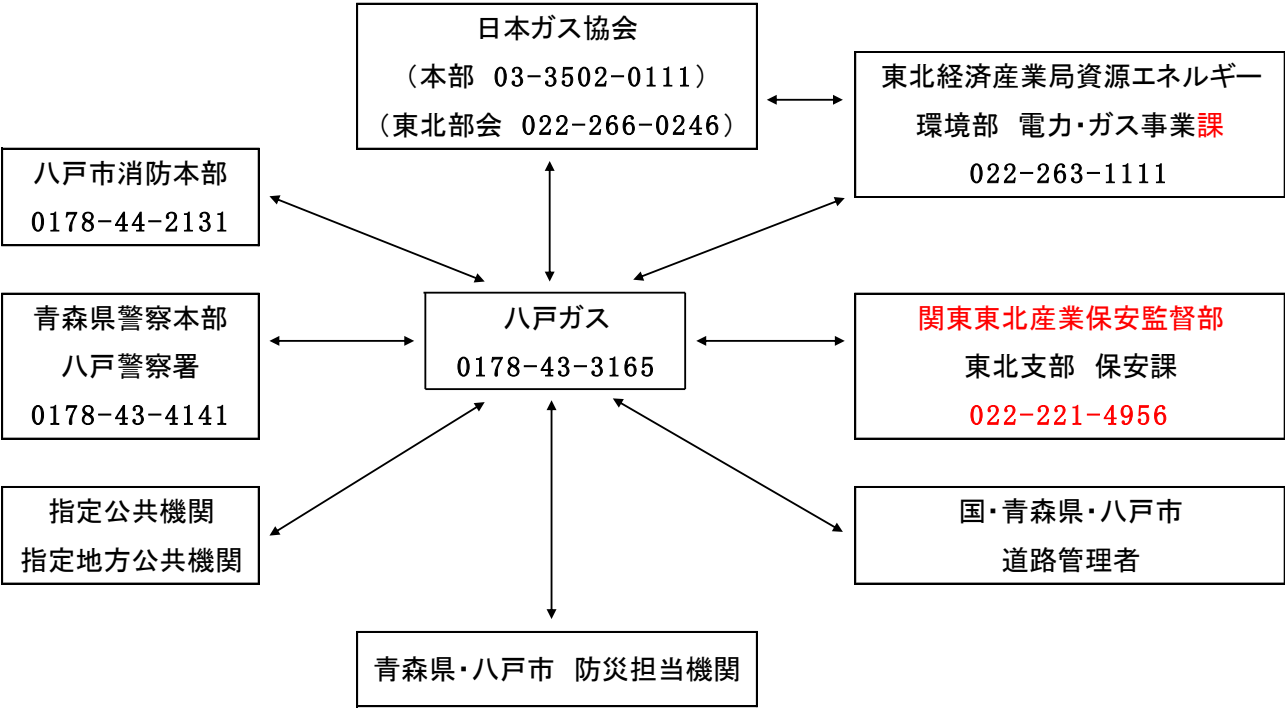 日本ガス協会
（本部 03-3502-0111）
（東北部会 022-266-0246）
東北経済産業局資源エネルギー
環境部　電力・ガス事業課
022-263-1111
八戸市消防本部
0178-44-2131
青森県警察本部
八戸警察署
0178-43-4141
八戸ガス
0178-43-3165
関東東北産業保安監督部
東北支部　保安課
022-221-4956
指定公共機関
指定地方公共機関
国・青森県・八戸市
道路管理者
青森県・八戸市　防災担当機関